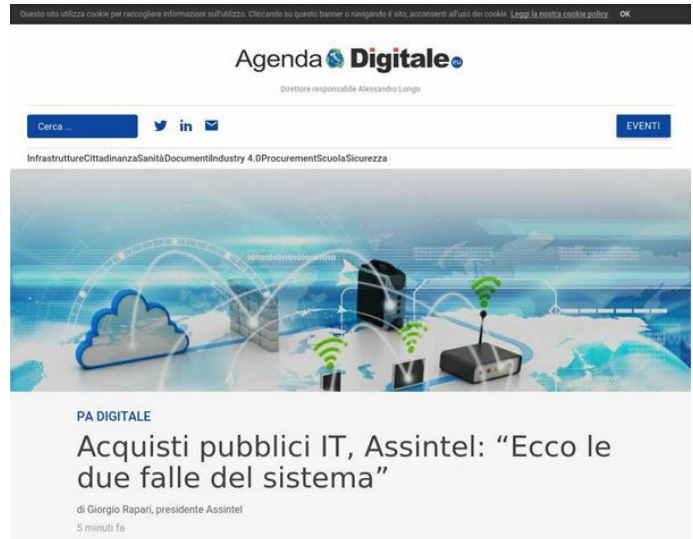 Questo sito utilizza cookie per raccogliere informazioni sull'utilizzo. Cliccando su questo banner o navigando il sito, acconsenti all'uso dei cookie. Leggi la nostra cookie policy. OK
Agenda Digitale.eu
Direttore responsabile Alessandro Longo
Cerca ...
EVENTI
InfrastruttureCittadinanzaSanitàDocumentiIndustry 4.0ProcurementScuolaSicurezza
PA DIGITALE
Acquisti pubblici IT, Assintel: “Ecco le
due falle del sistema”
di Giorgio Rapari, presidente Assintel
5 minuti fa